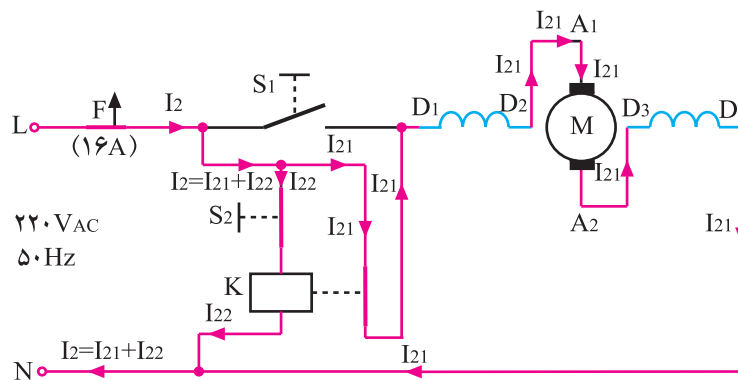 I21 A1
I2 S1 I21 I21
F D1 D2 D3 D
L M
(۱۶A) I21
I2=I21+I22 I22 I21 I21
S2
۲۲۰VAC I21 A2 I21
۵۰Hz
K
I22
I2=I21+I22 I21
N